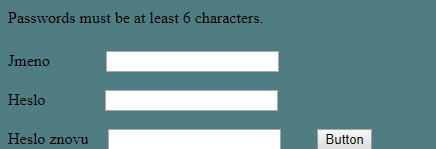 Passwords must be at least 6 characters.
Jmeno
Heslo
Heslo znovu Button